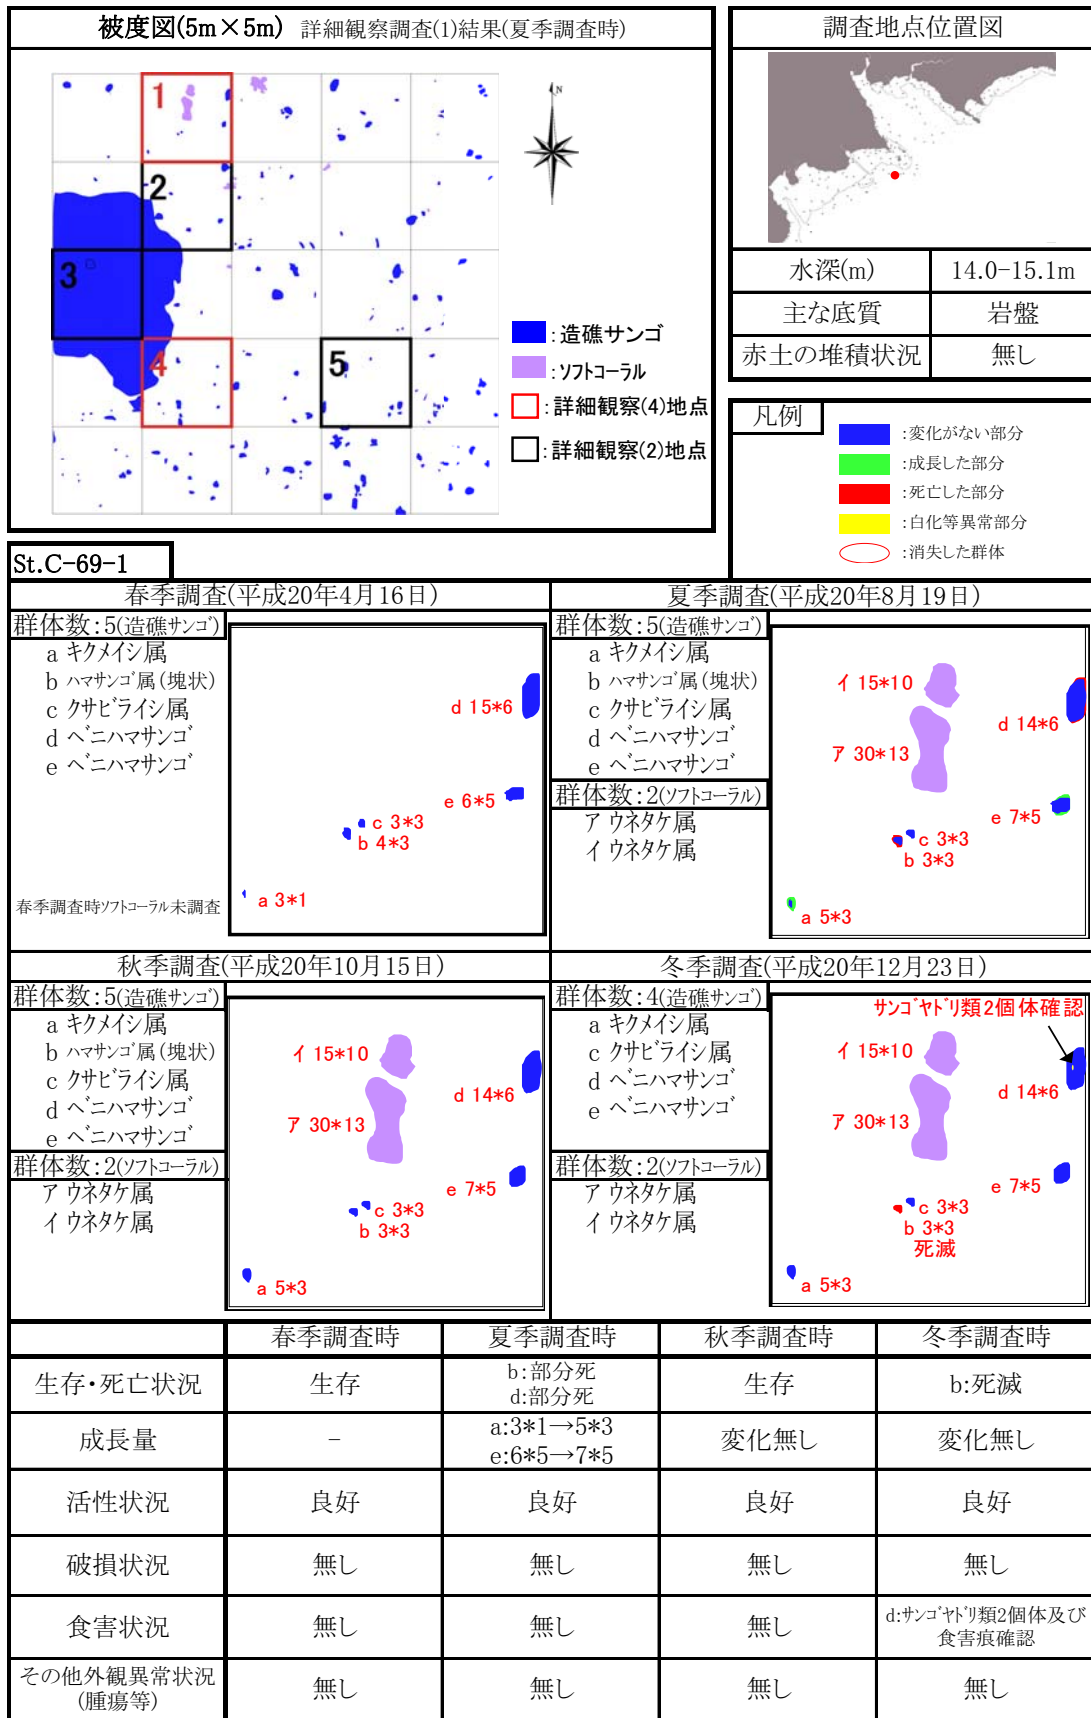 被度図(5m×5m) 詳細観察調査(1)結果(夏季調査時)
1
2
3
4
5
N
:造礁サンゴ
:ソフトコーラル
:詳細観察(4)地点
:詳細観察(2)地点
調査地点位置図
水深(m) 14.0-15.1m
主な底質 岩盤
赤土の堆積状況 無し
凡例
:変化がない部分
:成長した部分
:死亡した部分
:白化等異常部分
:消失した群体
St.C-69-1
春季調査(平成20年4月16日)
群体数:5(造礁サンゴ)
a キクメイシ属
b ハマサンゴ属(塊状)
c クサビライシ属
d ベニハマサンゴ
e ベニハマサンゴ
春季調査時ソフトコーラル未調査
d 15*6
e 6*5
c 3*3
b 4*3
a 3*1
夏季調査(平成20年8月19日)
群体数:5(造礁サンゴ)
a キクメイシ属
b ハマサンゴ属(塊状)
c クサビライシ属
d ベニハマサンゴ
e ベニハマサンゴ
群体数:2(ソフトコーラル)
ア ウネタケ属
イ ウネタケ属
イ 15*10
d 14*6
ア 30*13
e 7*5
c 3*3
b 3*3
a 5*3
秋季調査(平成20年10月15日)
群体数:5(造礁サンゴ)
a キクメイシ属
b ハマサンゴ属(塊状)
c クサビライシ属
d ベニハマサンゴ
e ベニハマサンゴ
群体数:2(ソフトコーラル)
ア ウネタケ属
イ ウネタケ属
イ 15*10
d 14*6
ア 30*13
e 7*5
c 3*3
b 3*3
a 5*3
冬季調査(平成20年12月23日)
群体数:4(造礁サンゴ)
a キクメイシ属
c クサビライシ属
d ベニハマサンゴ
e ベニハマサンゴ
群体数:2(ソフトコーラル)
ア ウネタケ属
イ ウネタケ属
サンゴヤドリ類2個体確認
イ 15*10
d 14*6
ア 30*13
e 7*5
c 3*3
b 3*3
死滅
a 5*3
春季調査時 夏季調査時 秋季調査時 冬季調査時
生存・死亡状況 生存 b:部分死 d:部分死 生存 b:死滅
成長量 - a:3*1→5*3 e:6*5→7*5 変化無し 変化無し
活性状況 良好 良好 良好 良好
破損状況 無し 無し 無し 無し
食害状況 無し 無し 無し d:サンゴヤドリ類2個体及び食害痕確認
その他外観異常状況(腫瘍等) 無し 無し 無し 無し